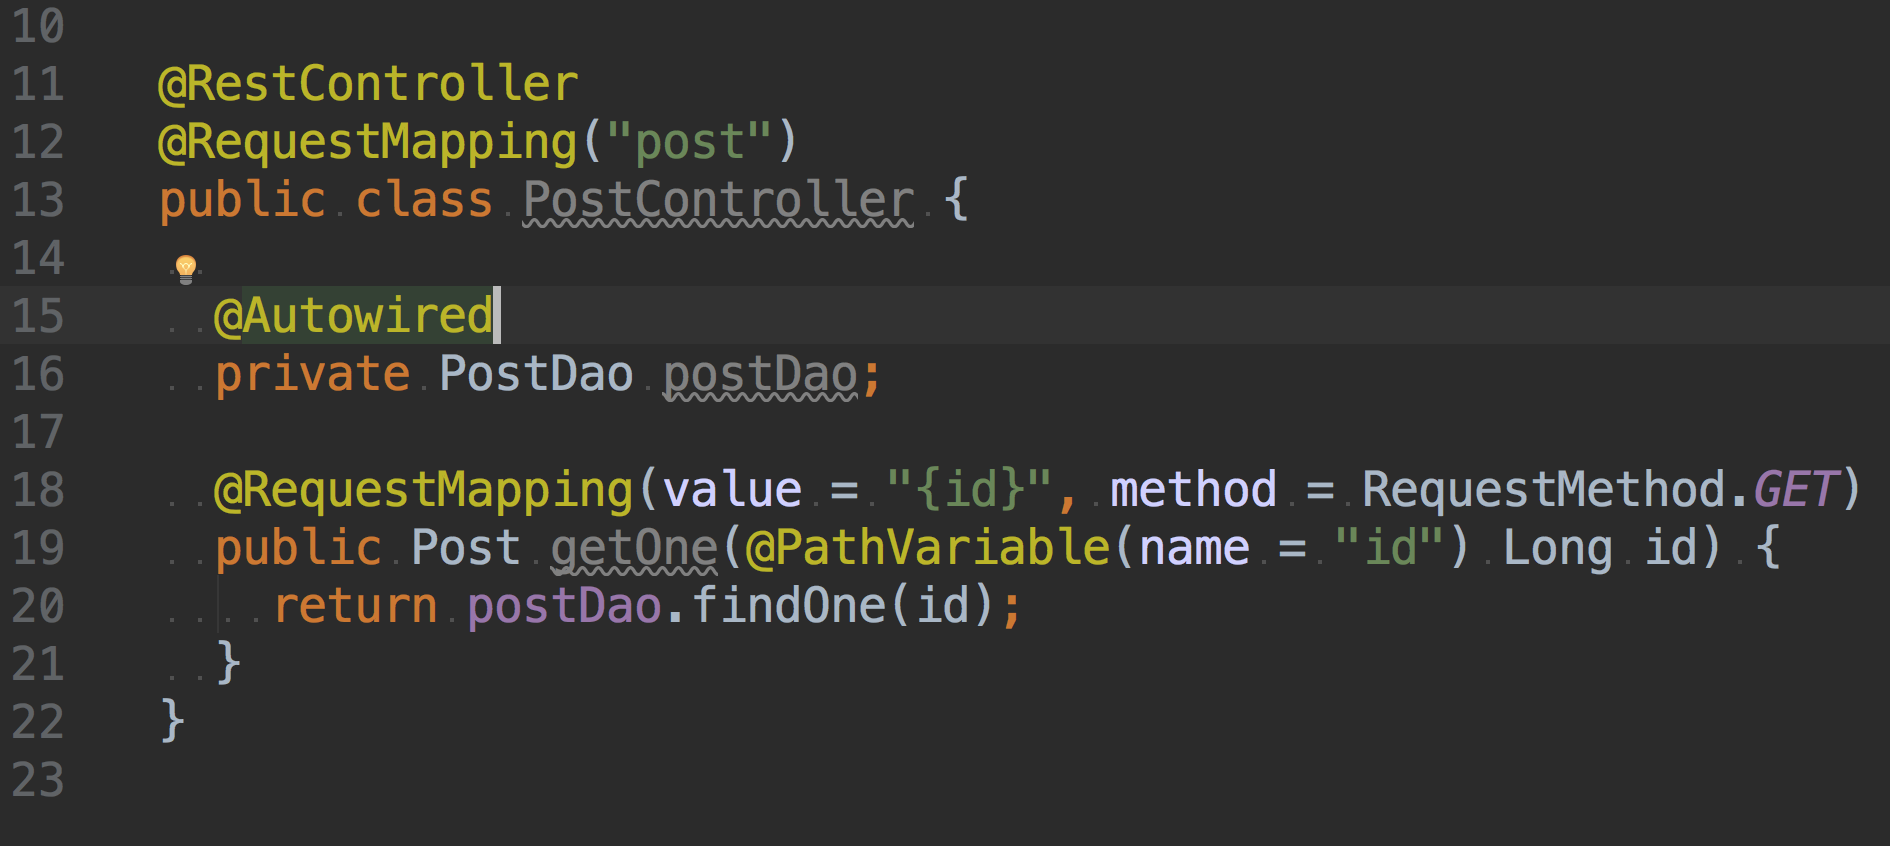 10
11 @RestController
12 @RequestMapping("post")
13 public class PostController {
14
15 @Autowired
16 private PostDao postDao;
17
18 @RequestMapping(value = "{id}", method = RequestMethod.GET)
19 public Post getOne(@PathVariable(name = "id") Long id) {
20 return postDao.findOne(id);
21 }
22 }
23